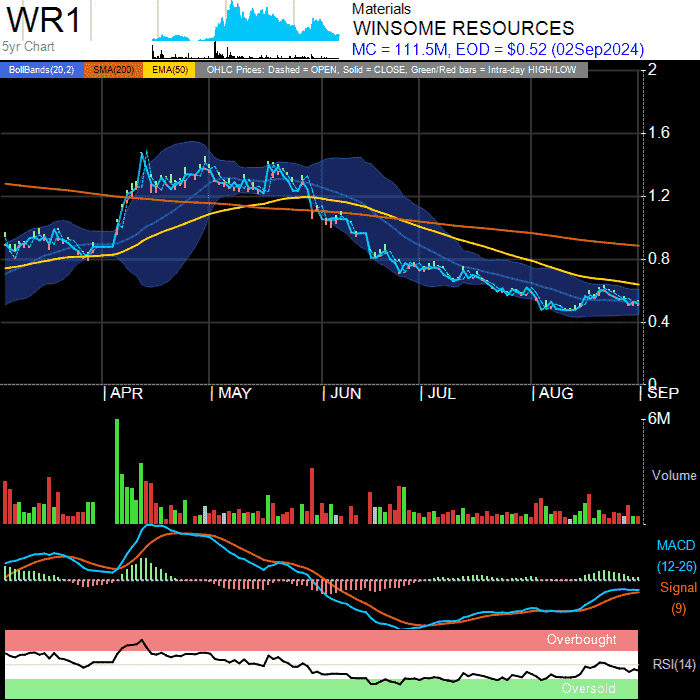 WR1
5yr Chart
Materials
WINSOME RESOURCES
MC = 111.5M, EOD = $0.52 (02Sep2024)
BollBands(20,2) SMA(200) EMA(50) OHLC Prices: Dashed = OPEN, Solid = CLOSE, Green/Red bars = Intra-day HIGH/LOW
2
1.6
1.2
0.8
0.4
0
| APR | MAY | JUN | JUL | AUG | SEP
6M
Volume
MACD
(12-26)
Signal
(9)
Overbought
RSI(14)
Oversold